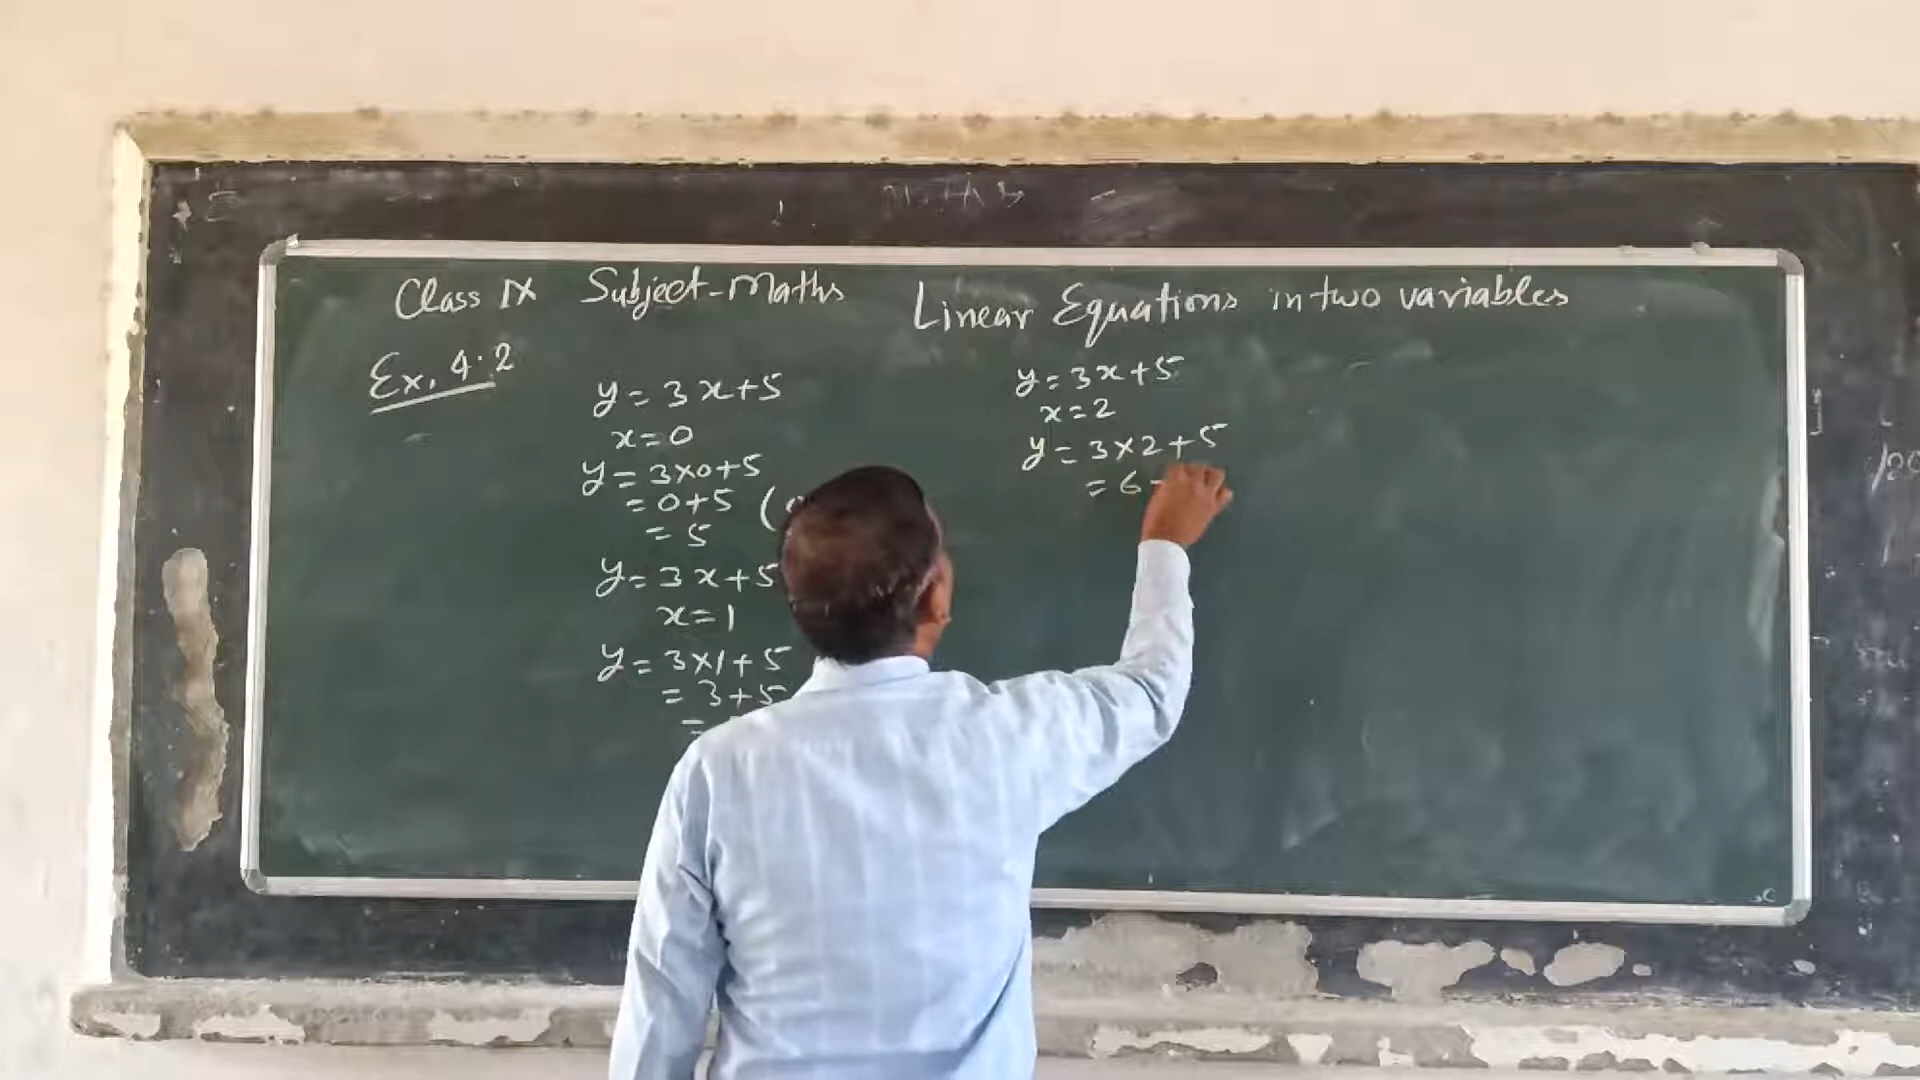 Class IX Subject-Maths Linear Equations in two variables
Ex. 4.2
y = 3x+5
x=0
y = 3×0+5
= 0+5 (
= 5
y= 3x+5
x=1
y = 3×1+5
= 3+5
=
y=3x+5
x=2
y=3×2+5
= 6